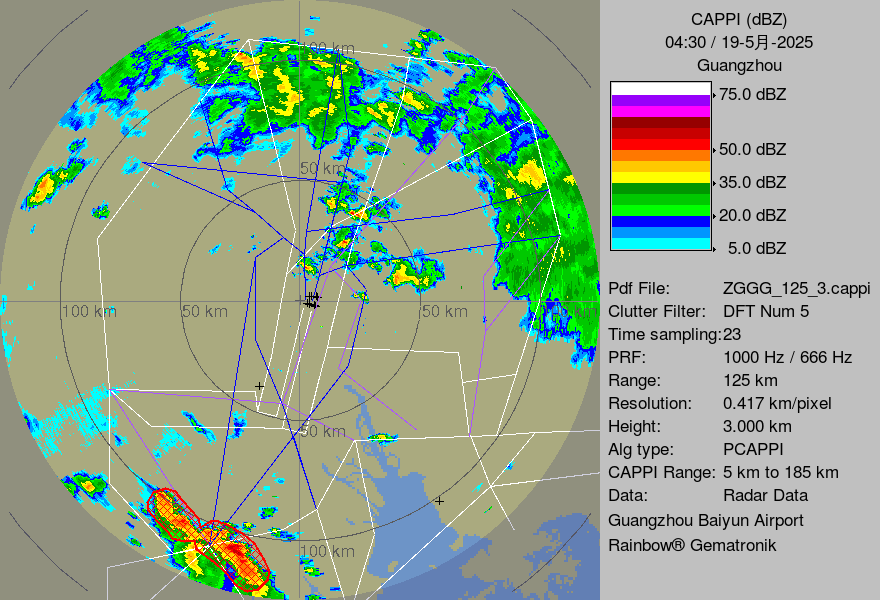 CAPPI (dBZ)
04:30 / 19-5月-2025
Guangzhou
75.0 dBZ
50.0 dBZ
35.0 dBZ
20.0 dBZ
5.0 dBZ
Pdf File: ZGGG_125_3.cappi
Clutter Filter: DFT Num 5
Time sampling:23
PRF: 1000 Hz / 666 Hz
Range: 125 km
Resolution: 0.417 km/pixel
Height: 3.000 km
Alg type: PCAPPI
CAPPI Range: 5 km to 185 km
Data: Radar Data
Guangzhou Baiyun Airport
Rainbow® Gematronik
100 km
50 km
100 km
50 km
50 km
50 km
100 km